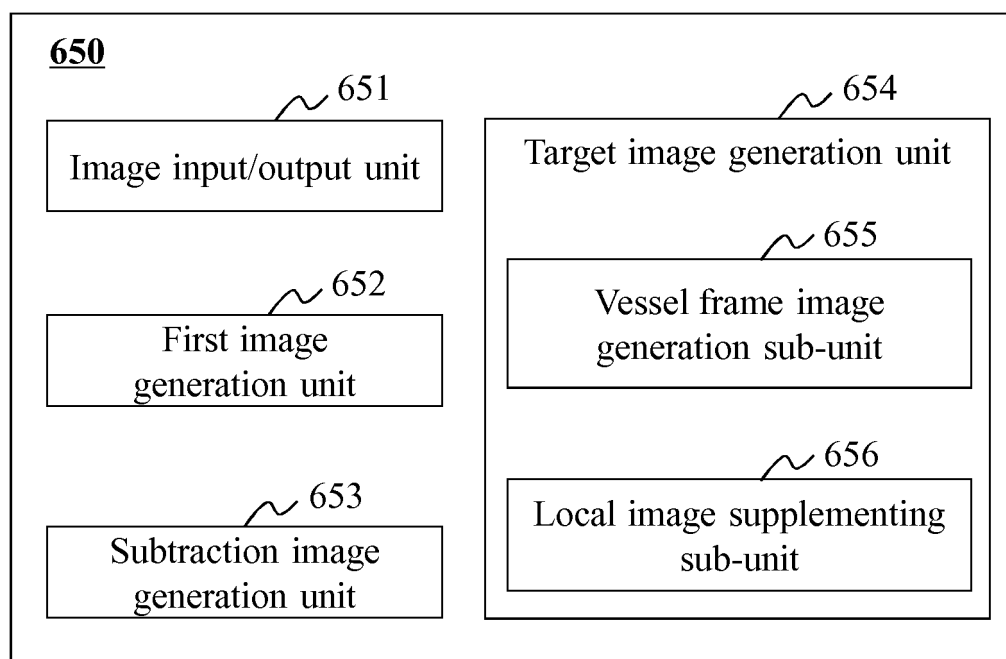 650
651
Image input/output unit
652
First image
generation unit
653
Subtraction image
generation unit
654
Target image generation unit
655
Vessel frame image
generation sub-unit
656
Local image supplementing
sub-unit